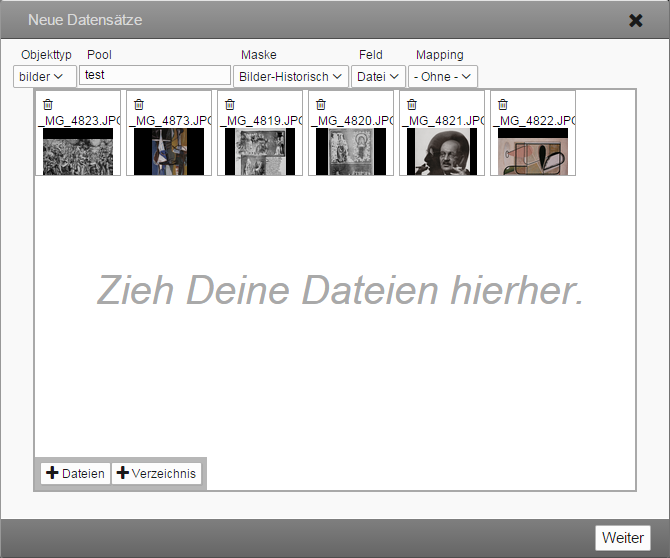 Neue Datensätze
Objekttyp Pool Maske Feld Mapping
bilder test Bilder-Historisch Datei - Ohne -
_MG_4823.JPG _MG_4873.JPG _MG_4819.JPG _MG_4820.JPG _MG_4821.JPG _MG_4822.JPG
Zieh Deine Dateien hierher.
Dateien Verzeichnis
Weiter